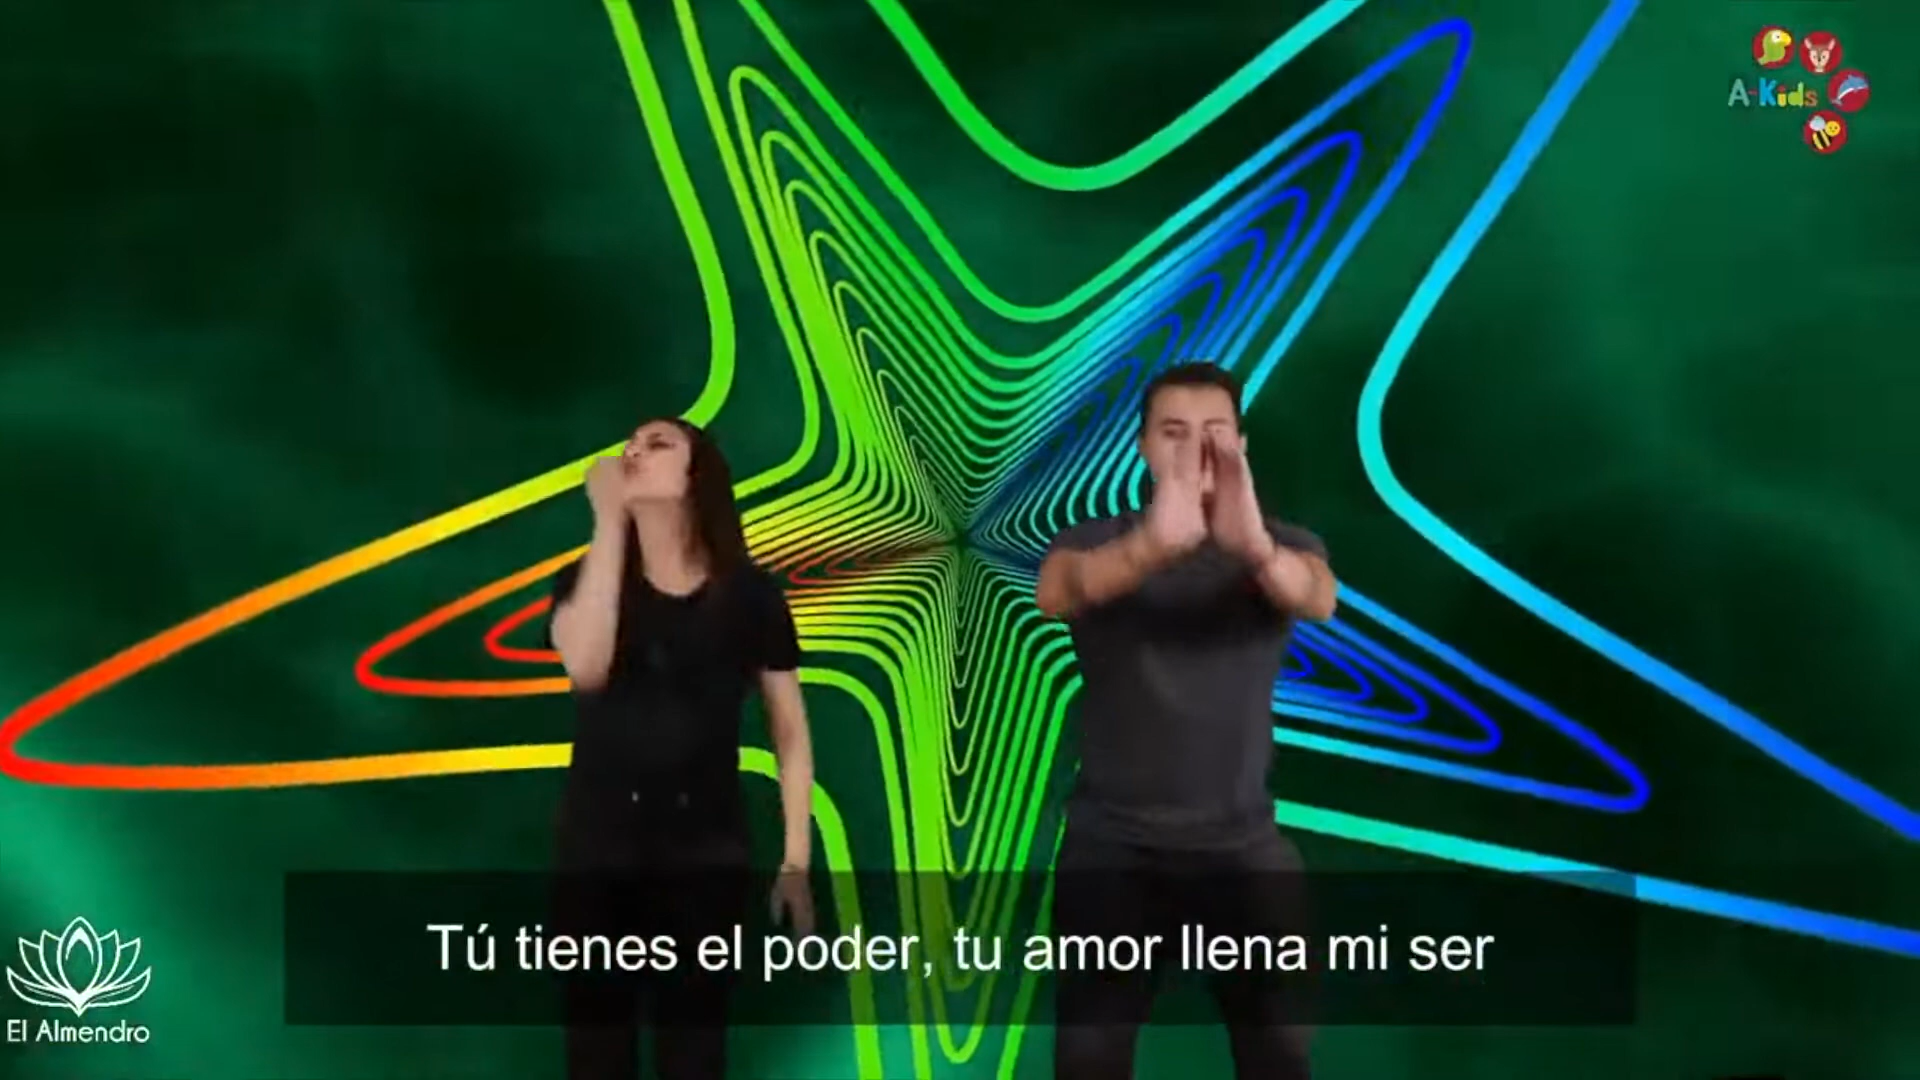 A-Kids
Tú tienes el poder, tu amor llena mi ser
El Almendro